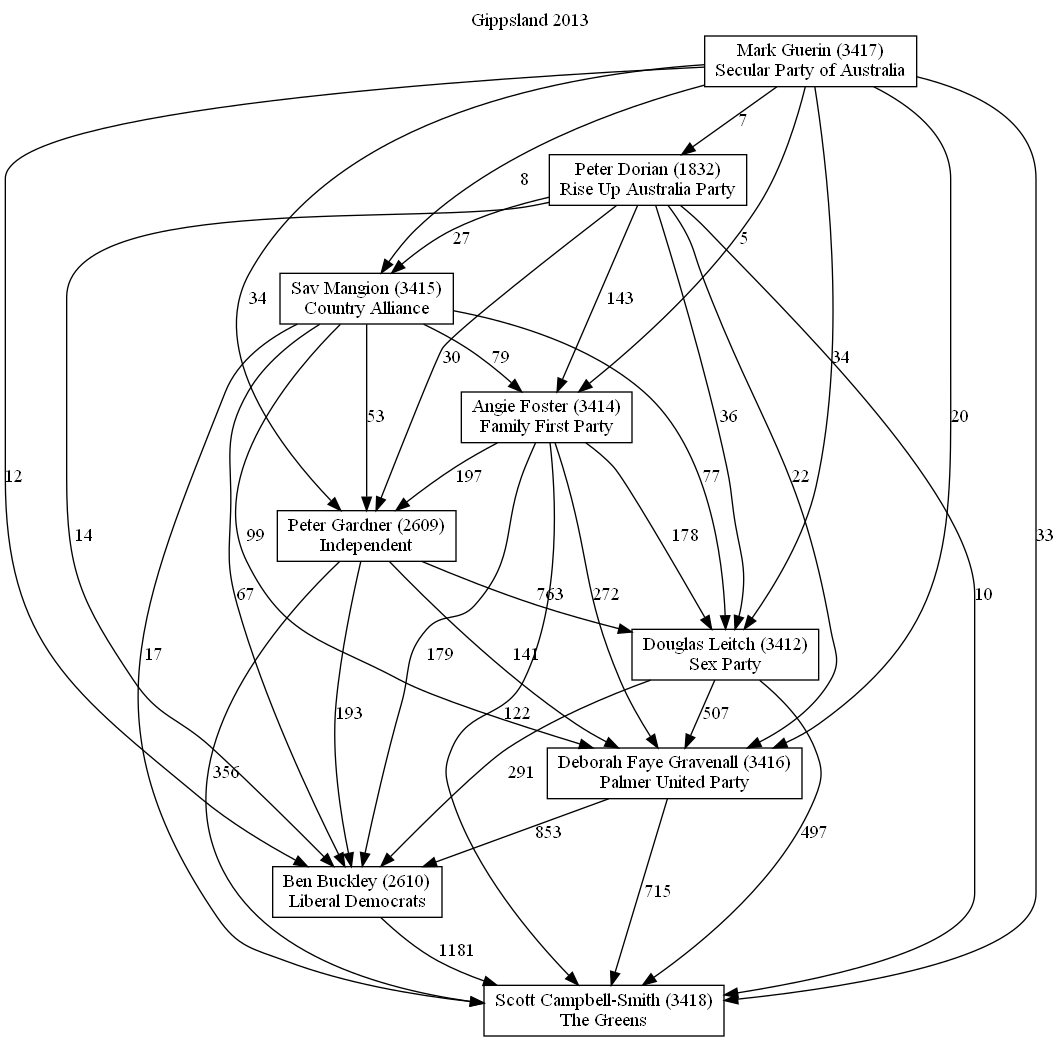 Gippsland 2013
Mark Guerin (3417)
Secular Party of Australia
7
Peter Dorian (1832)
Rise Up Australia Party
8
27
5
Sav Mangion (3415)
Country Alliance
34
143
30
79
34
Angie Foster (3414)
Family First Party
53
36
20
12
197
77
22
Peter Gardner (2609)
Independent
14
99
178
33
67
763
272
10
Douglas Leitch (3412)
Sex Party
17
179
141
193
122
507
Deborah Faye Gravenall (3416)
Palmer United Party
356
291
853
497
Ben Buckley (2610)
Liberal Democrats
715
1181
Scott Campbell-Smith (3418)
The Greens